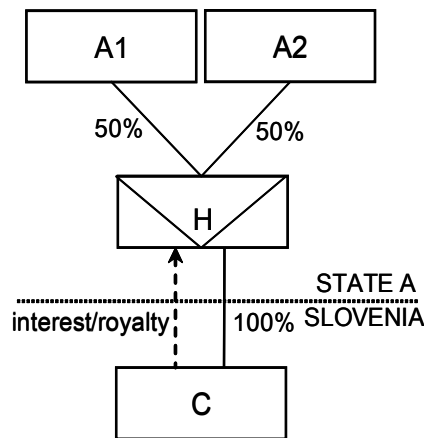 A1 A2
50% 50%
H
STATE A
interest/royalty 100% SLOVENIA
C